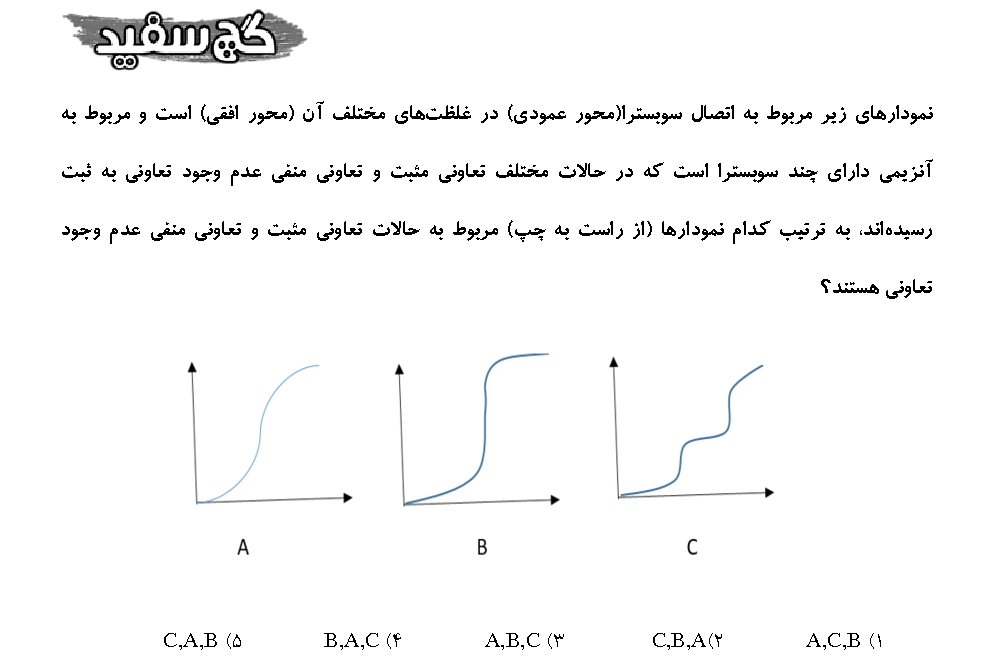 گچ سفید
نمودارهای زیر مربوط به اتصال سوبسترا(محور عمودی) در غلظت‌های مختلف آن (محور افقی) است و مربوط به
آنزیمی دارای چند سوبسترا است که در حالات مختلف تعاونی مثبت و تعاونی منفی عدم وجود تعاونی به ثبت
رسیده‌اند، به ترتیب کدام نمودارها (از راست به چپ) مربوط به حالات تعاونی مثبت و تعاونی منفی عدم وجود
تعاونی هستند؟
A B C
۱) A,C,B ۲) C,B,A ۳) A,B,C ۴) B,A,C ۵) C,A,B